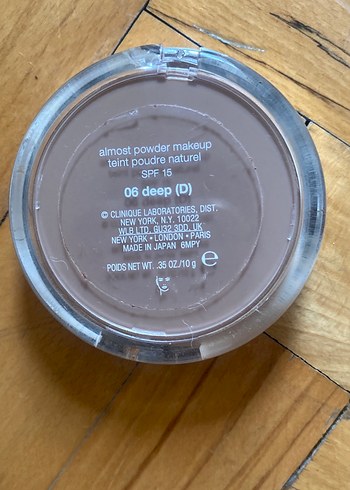 almost powder makeup
teint poudre naturel
SPF 15
06 deep (D)
© CLINIQUE LABORATORIES, DIST.
NEW YORK, N.Y. 10022
WLB LTD, GU32 3DD, UK
NEW YORK • LONDON • PARIS
MADE IN JAPAN 6MPY
POIDS NET WT. .35 OZ./10 g ℮